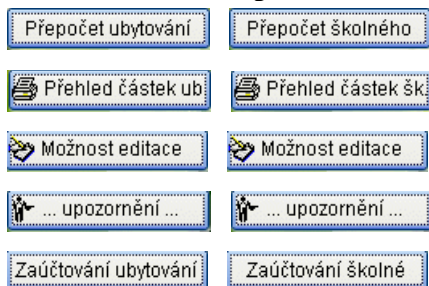 Přepočet ubytování Přepočet školného
Přehled částek ub Přehled částek šk
Možnost editace Možnost editace
... upozornění ... ... upozornění ...
Zaúčtování ubytování Zaúčtování školné